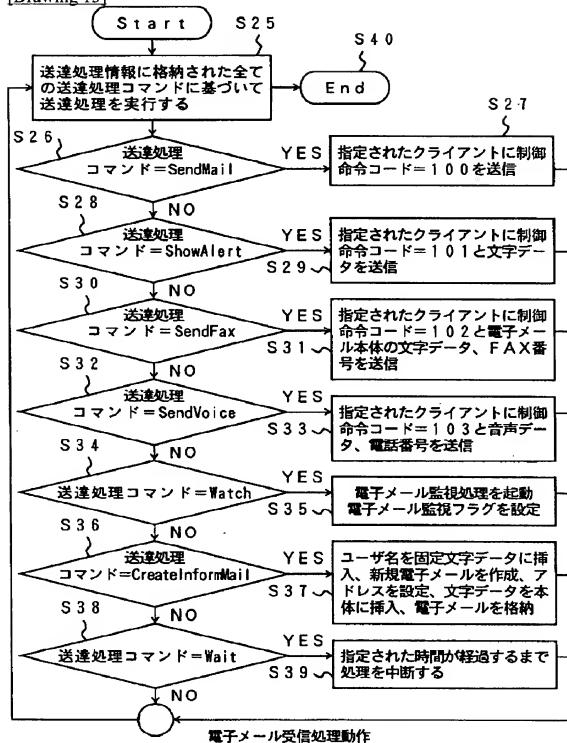 [Drawing 13]
Start
S25
S40
送達処理情報に格納された全て
の送達処理コマンドに基づいて
送達処理を実行する
End
S26
S27
送達処理
コマンド=SendMail
YES
指定されたクライアントに制御
命令コード=100を送信
NO
S28
送達処理
コマンド=ShowAlert
YES
S29
指定されたクライアントに制御
命令コード=101と文字デー
タを送信
NO
S30
送達処理
コマンド=SendFax
YES
S31
指定されたクライアントに制御
命令コード=102と電子メー
ル本体の文字データ、FAX番
号を送信
NO
S32
送達処理
コマンド=SendVoice
YES
S33
指定されたクライアントに制御
命令コード=103と音声デー
タ、電話番号を送信
NO
S34
送達処理コマンド=Watch
YES
S35
電子メール監視処理を起動
電子メール監視フラグを設定
NO
S36
送達処理
コマンド=CreateInformMail
YES
S37
ユーザ名を固定文字データに挿
入、新規電子メールを作成、ア
ドレスを設定、文字データを本
体に挿入、電子メールを格納
NO
S38
送達処理コマンド=Wait
YES
S39
指定された時間が経過するまで
処理を中断する
NO
電子メール受信処理動作